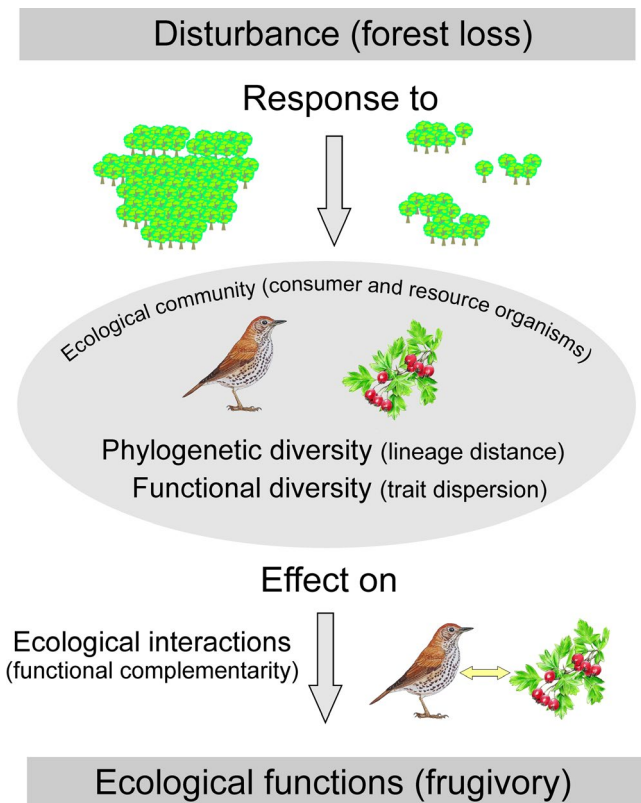 Disturbance (forest loss)
Response to
Ecological community (consumer and resource organisms)
Phylogenetic diversity (lineage distance)
Functional diversity (trait dispersion)
Effect on
Ecological interactions
(functional complementarity)
Ecological functions (frugivory)